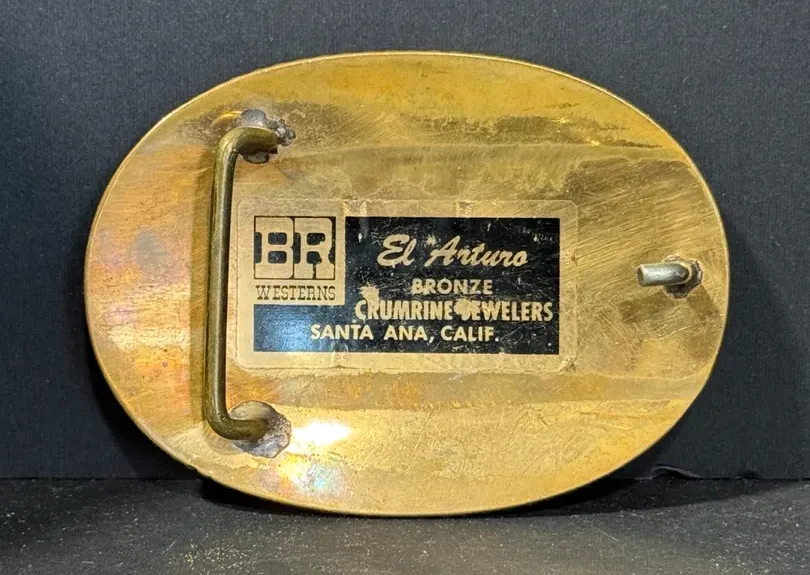 BR
WESTERNS
El Arturo
BRONZE
CRUMRINE JEWELERS
SANTA ANA, CALIF.